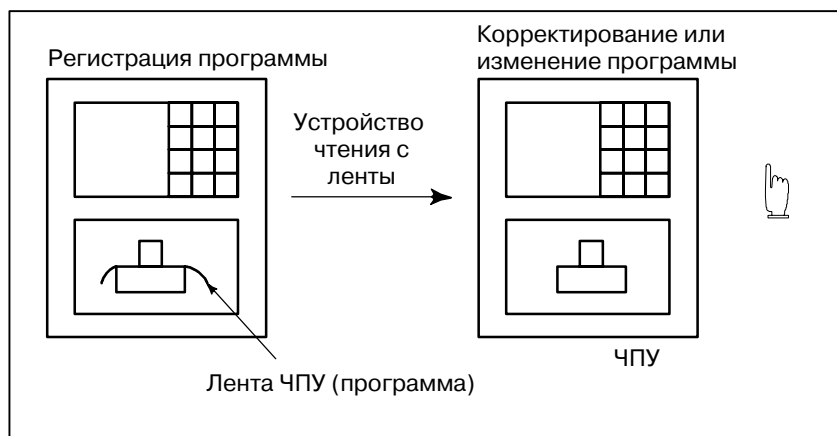 Регистрация программы
Корректирование или
изменение программы
Устройство
чтения с
ленты
ЧПУ
Лента ЧПУ (программа)